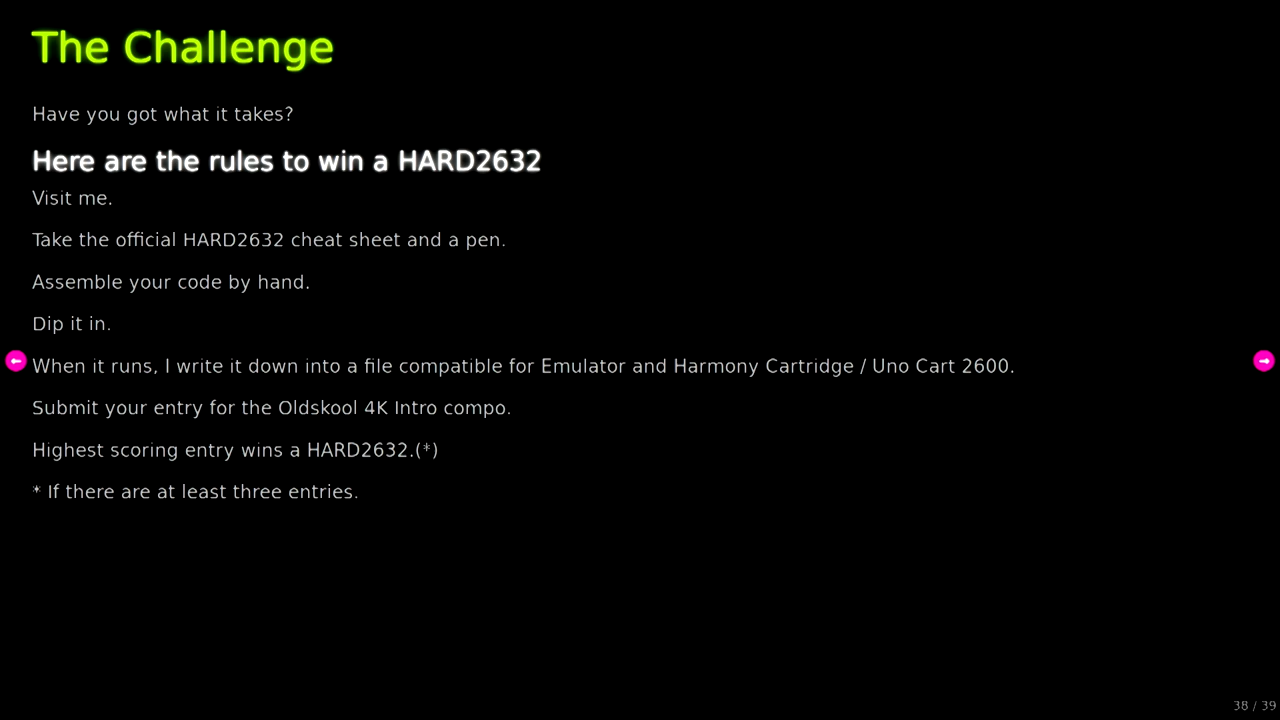 The Challenge
Have you got what it takes?
Here are the rules to win a HARD2632
Visit me.
Take the official HARD2632 cheat sheet and a pen.
Assemble your code by hand.
Dip it in.
When it runs, I write it down into a file compatible for Emulator and Harmony Cartridge / Uno Cart 2600.
Submit your entry for the Oldskool 4K Intro compo.
Highest scoring entry wins a HARD2632.(*)
* If there are at least three entries.
38 / 39